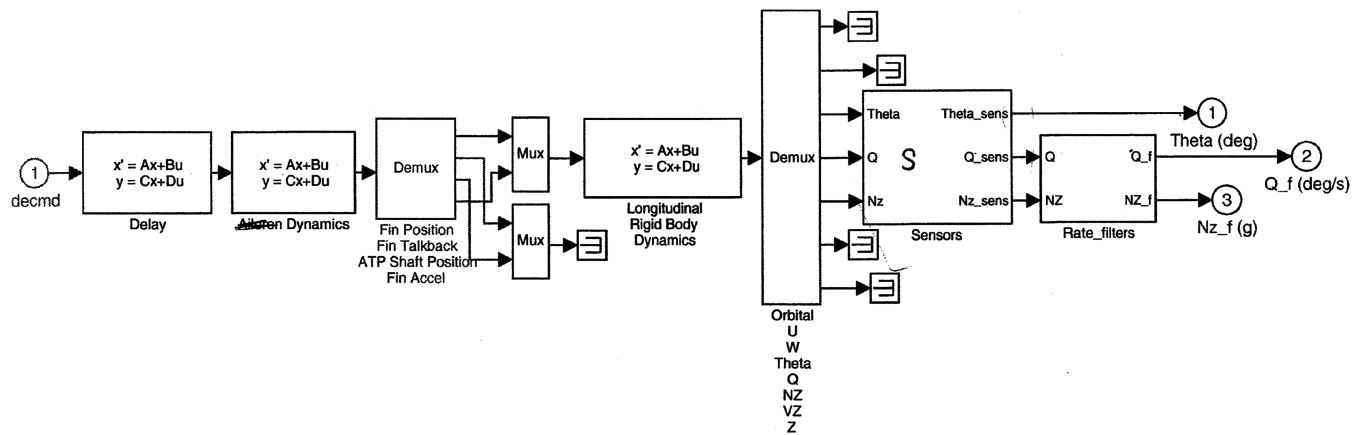 1
decmd
x' = Ax+Bu
y = Cx+Du
Delay
x' = Ax+Bu
y = Cx+Du
Dynamics
Demux
Fin Position
Fin Talkback
ATP Shaft Position
Fin Accel
Mux
Mux
x' = Ax+Bu
y = Cx+Du
Longitudinal
Rigid Body
Dynamics
Demux
Orbital
U
W
Theta
Q
NZ
VZ
Z
Theta
Q
Nz
S
Theta_sens
Q_sens
Nz_sens
Sensors
Q
NZ
Q_f
NZ_f
Rate_filters
1
Theta (deg)
2
Q_f (deg/s)
3
Nz_f (g)